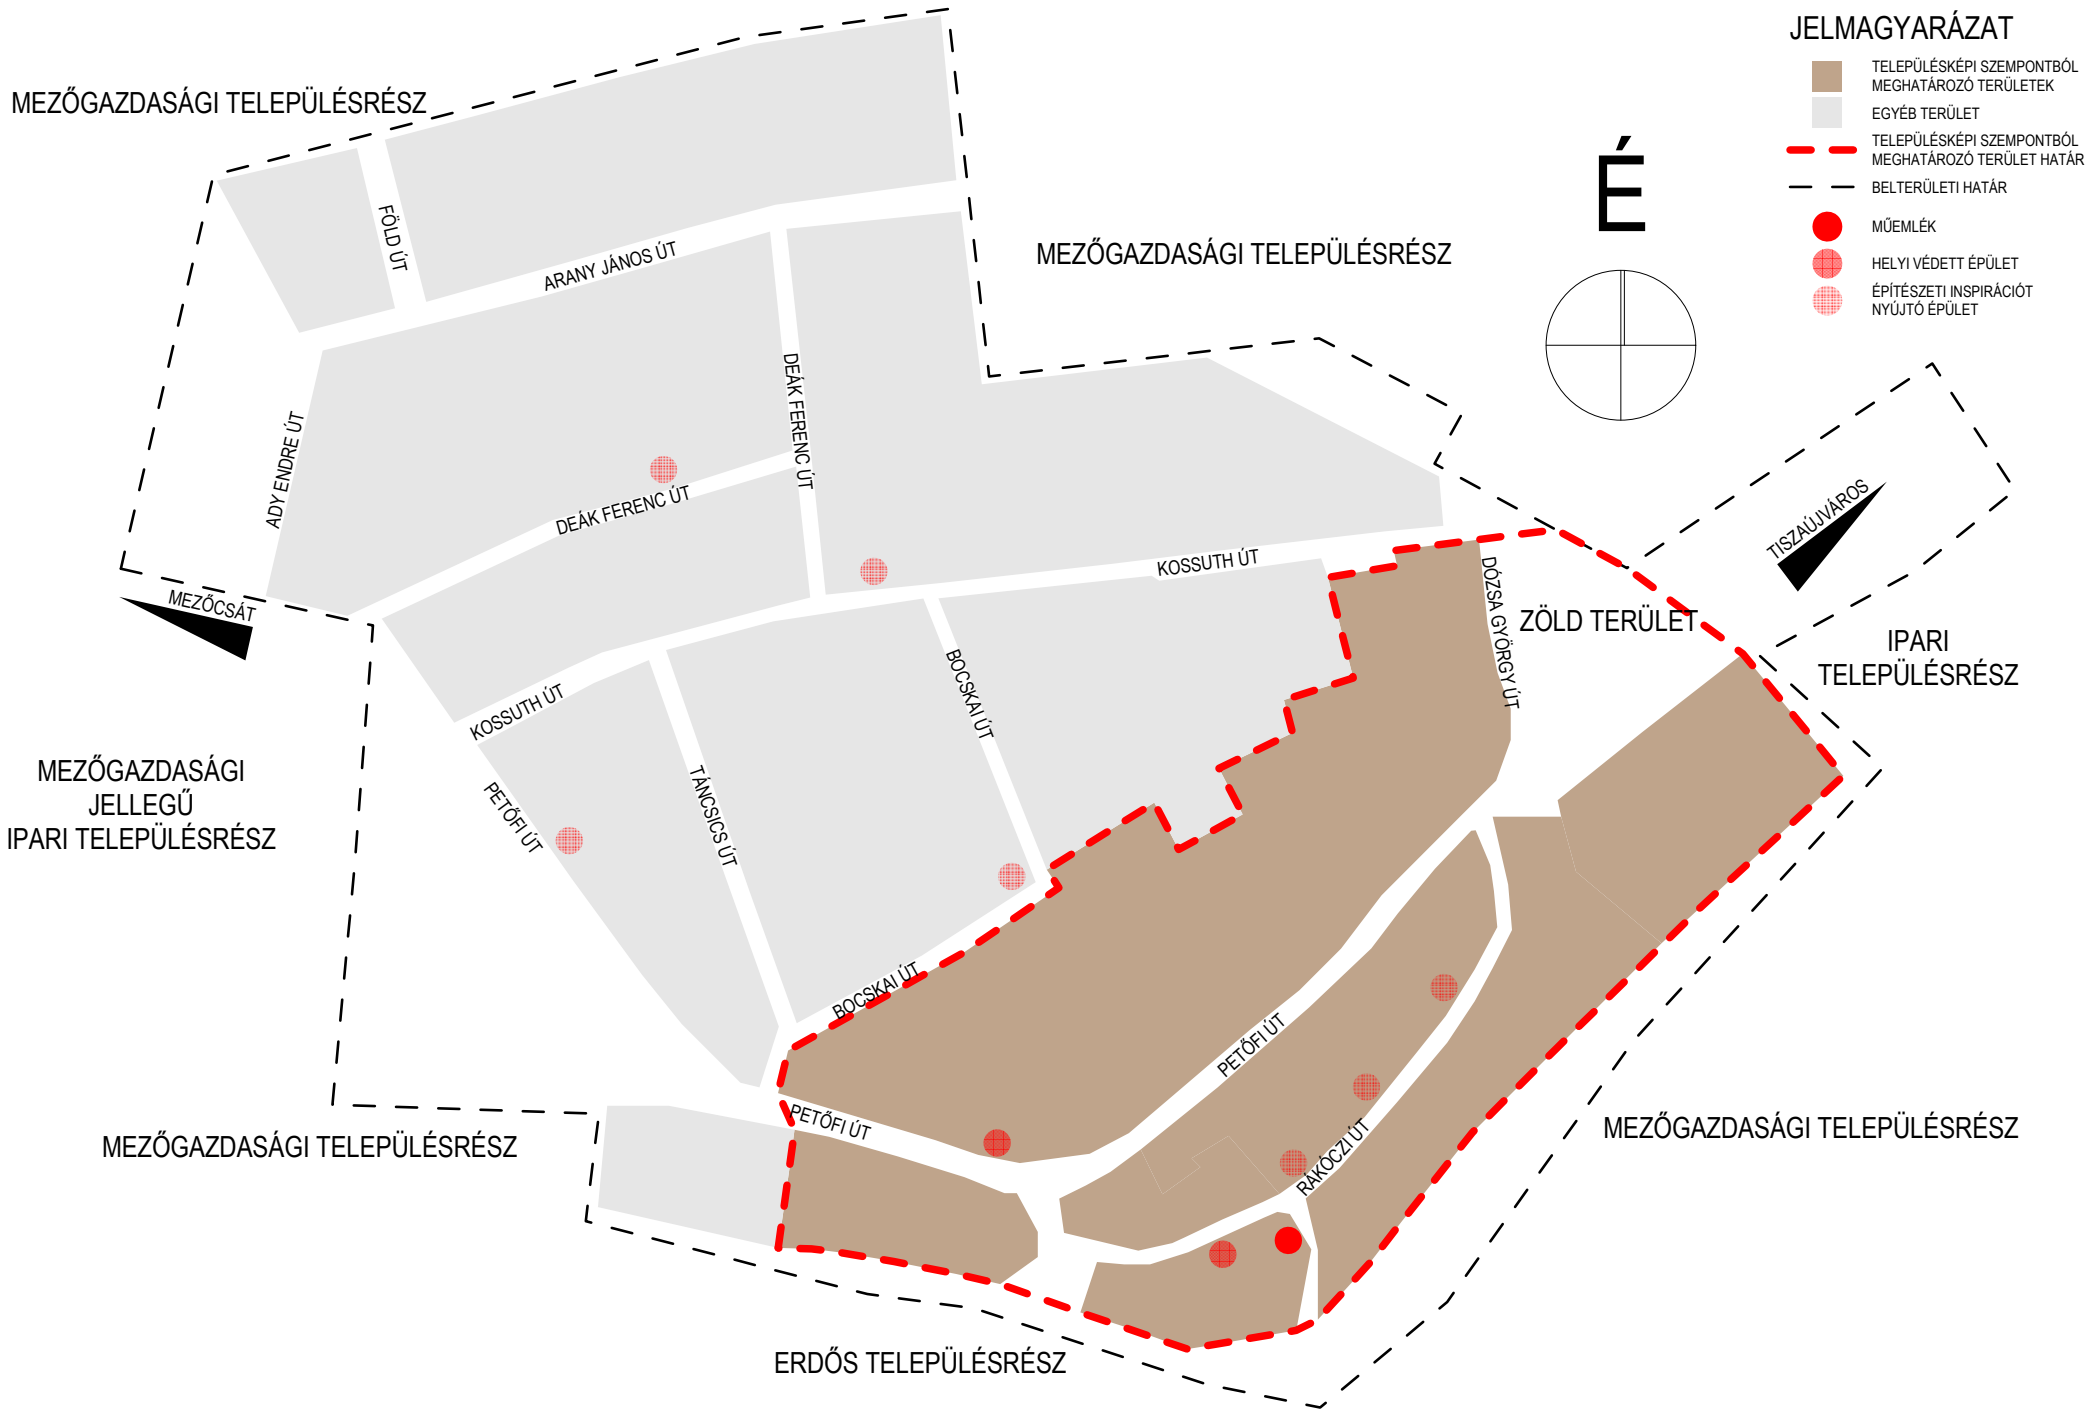 JELMAGYARÁZAT
TELEPÜLÉSKÉPI SZEMPONTBÓL
MEGHATÁROZÓ TERÜLETEK
EGYÉB TERÜLET
TELEPÜLÉSKÉPI SZEMPONTBÓL
MEGHATÁROZÓ TERÜLET HATÁR
BELTERÜLETI HATÁR
MŰEMLÉK
HELYI VÉDETT ÉPÜLET
ÉPÍTÉSZETI INSPIRÁCIÓT
NYÚJTÓ ÉPÜLET
É
MEZŐGAZDASÁGI TELEPÜLÉSRÉSZ
MEZŐGAZDASÁGI TELEPÜLÉSRÉSZ
FÖLD ÚT
ARANY JÁNOS ÚT
DEÁK FERENC ÚT
ADY ENDRE ÚT
DEÁK FERENC ÚT
TISZAÚJVÁROS
KOSSUTH ÚT
DÓZSA GYÖRGY ÚT
MEZŐCSÁT
ZÖLD TERÜLET
IPARI
TELEPÜLÉSRÉSZ
KOSSUTH ÚT
BOCSKAI ÚT
PETŐFI ÚT
TÁNCSICS ÚT
MEZŐGAZDASÁGI
JELLEGŰ
IPARI TELEPÜLÉSRÉSZ
BOCSKAI ÚT
PETŐFI ÚT
PETŐFI ÚT
RÁKÓCZI ÚT
MEZŐGAZDASÁGI TELEPÜLÉSRÉSZ
MEZŐGAZDASÁGI TELEPÜLÉSRÉSZ
ERDŐS TELEPÜLÉSRÉSZ